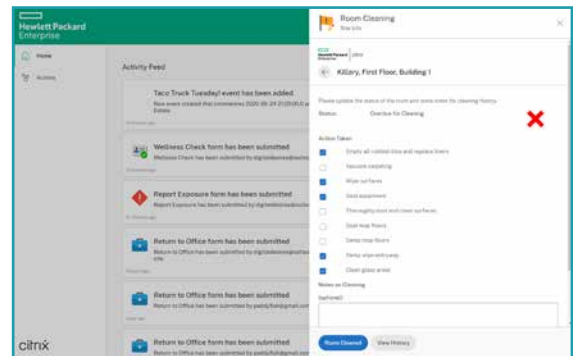 Hewlett Packard
Enterprise
Home
Actions
Activity Feed
Taco Truck Tuesday! event has been added
Wellness Check form has been submitted
Report Exposure form has been submitted
Return to Office form has been submitted
Return to Office form has been submitted
Return to Office form has been submitted
citrix
Room Cleaning
Killary, First Floor, Building 1
Please update the status of the room and notes enter for cleaning history.
Status: Overdue for Cleaning
Action Taken
Empty all rubbish bins and replace liners
Vacuum carpeting
Wipe surfaces
Dust equipment
Thoroughly dust and clean surfaces
Dust mop floors
Damp mop floors
Damp wipe entryway
Clean glass areas
Notes on Cleaning
(optional)
Room Cleaned
View History